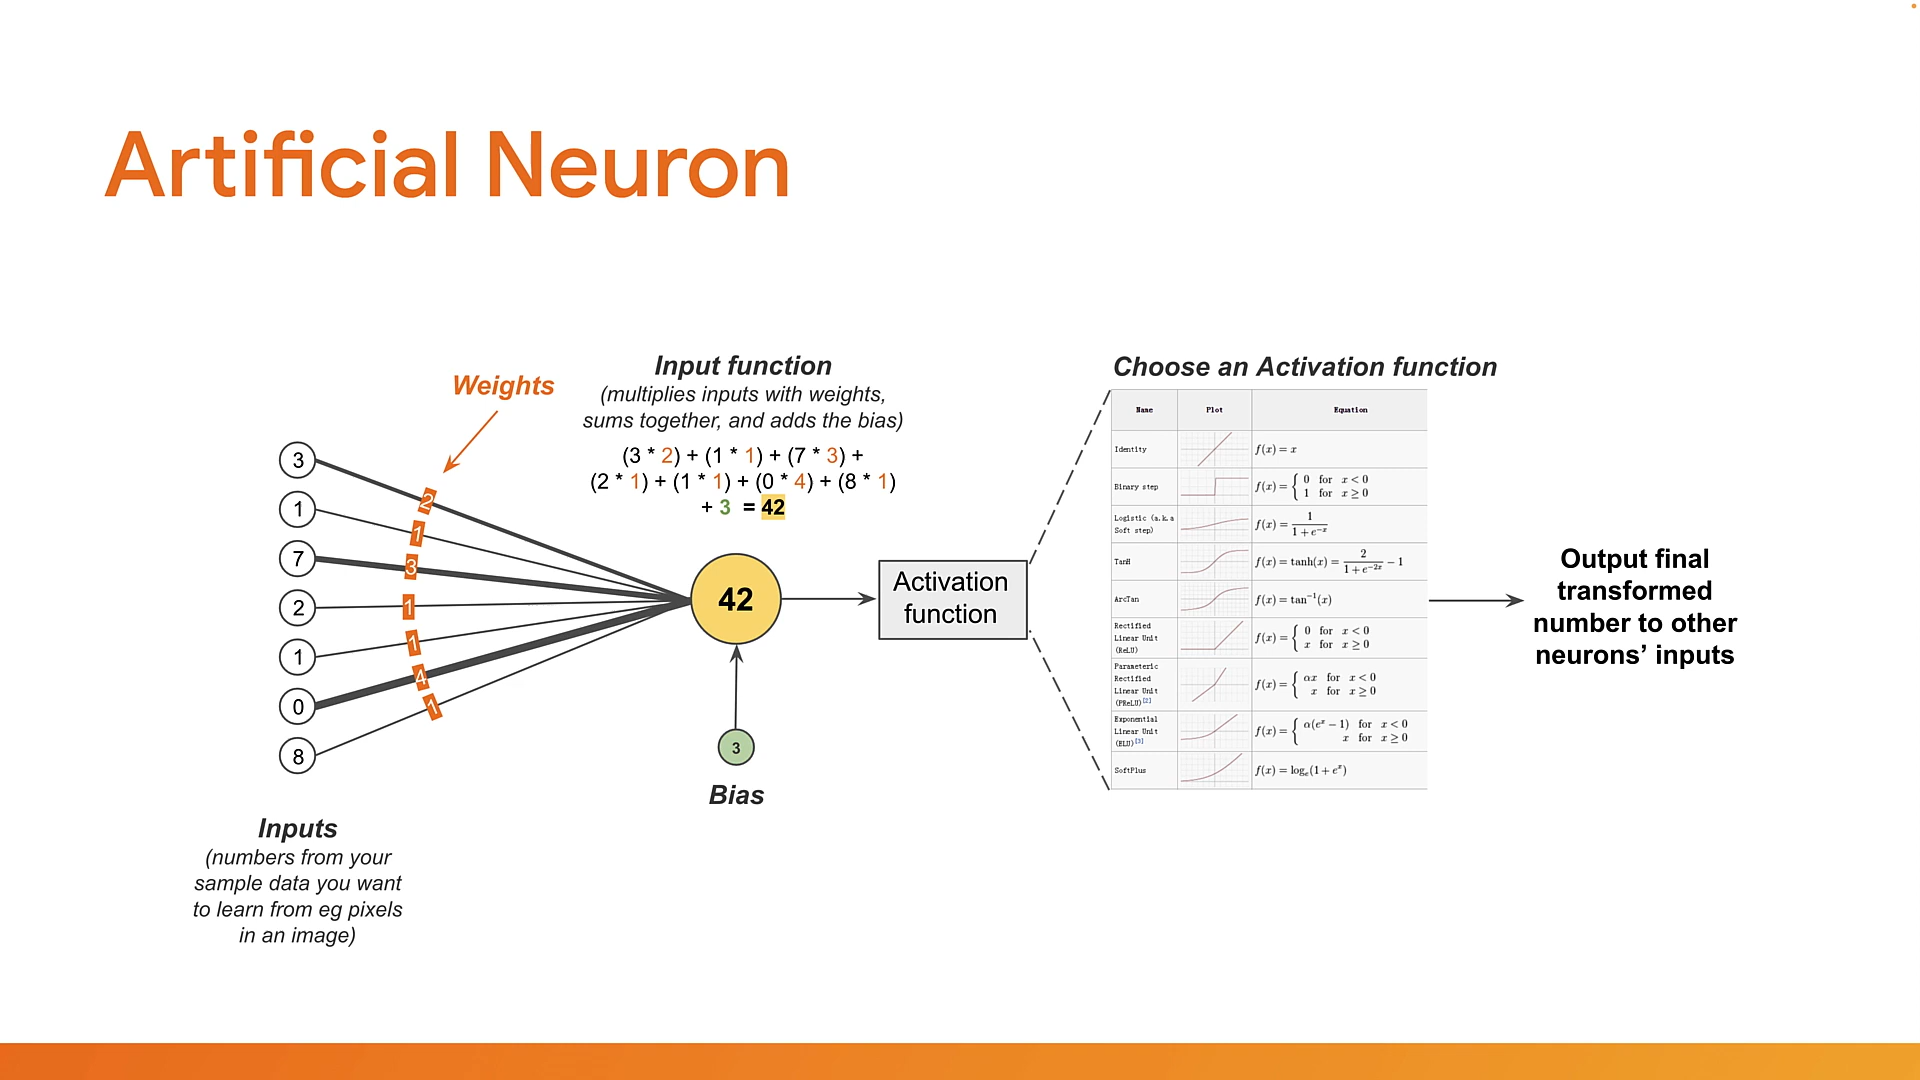 Artificial Neuron
Weights
Input function
(multiplies inputs with weights,
sums together, and adds the bias)
(3 * 2) + (1 * 1) + (7 * 3) +
(2 * 1) + (1 * 1) + (0 * 4) + (8 * 1)
+ 3 = 42
3
1
7
2
1
0
8
2
1
3
1
1
4
1
42
3
Bias
Inputs
(numbers from your
sample data you want
to learn from eg pixels
in an image)
Activation
function
Choose an Activation function
Name Plot Equation
Identity f(x) = x
Binary step f(x) = { 0 for x < 0
1 for x ≥ 0
Logistic (a.k.a
Soft step) f(x) = 1 / (1 + e^{-x})
TanH f(x) = tanh(x) = 2 / (1 + e^{-2x}) − 1
ArcTan f(x) = tan^{-1}(x)
Rectified
Linear Unit
(ReLU) f(x) = { 0 for x < 0
x for x ≥ 0
Parameteric
Rectified
Linear Unit
(PReLU)[2] f(x) = { αx for x < 0
x for x ≥ 0
Exponential
Linear Unit
(ELU)[3] f(x) = { α(e^x − 1) for x < 0
x for x ≥ 0
SoftPlus f(x) = log_e(1 + e^x)
Output final
transformed
number to other
neurons’ inputs